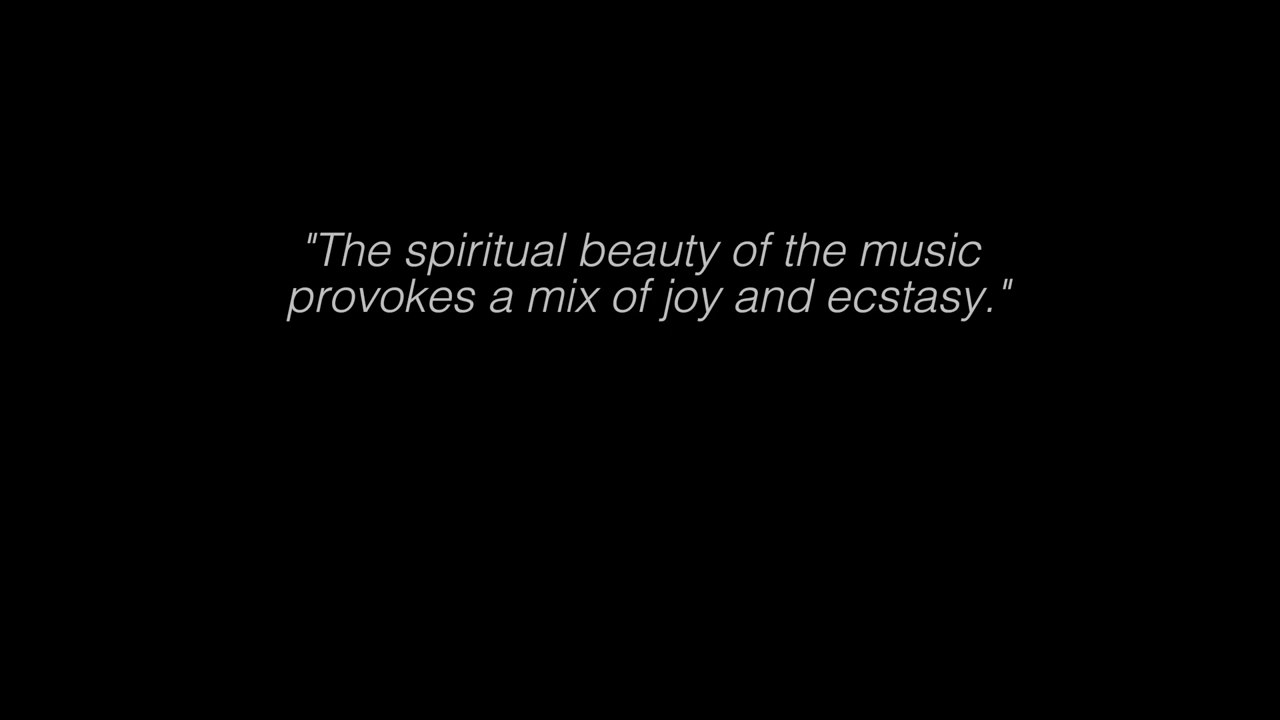 "The spiritual beauty of the music
provokes a mix of joy and ecstasy."